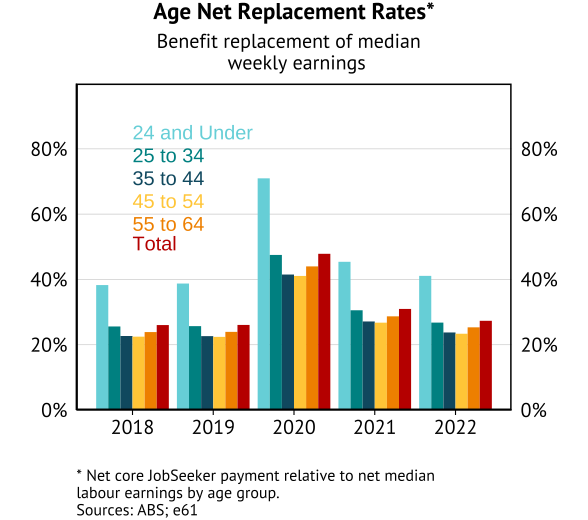 Age Net Replacement Rates*
Benefit replacement of median
weekly earnings
24 and Under
80% 25 to 34 80%
35 to 44
45 to 54
60% 55 to 64 60%
Total
40% 40%
20% 20%
0% 0%
2018 2019 2020 2021 2022
* Net core JobSeeker payment relative to net median
labour earnings by age group.
Sources: ABS; e61